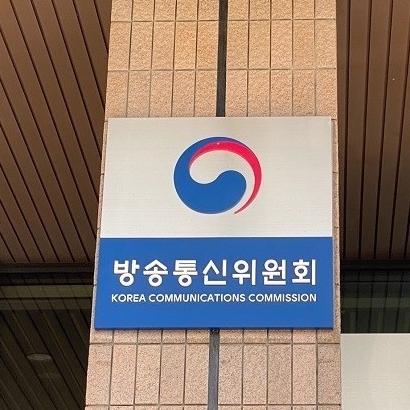 방송통신위원회
KOREA COMMUNICATIONS COMMISSION